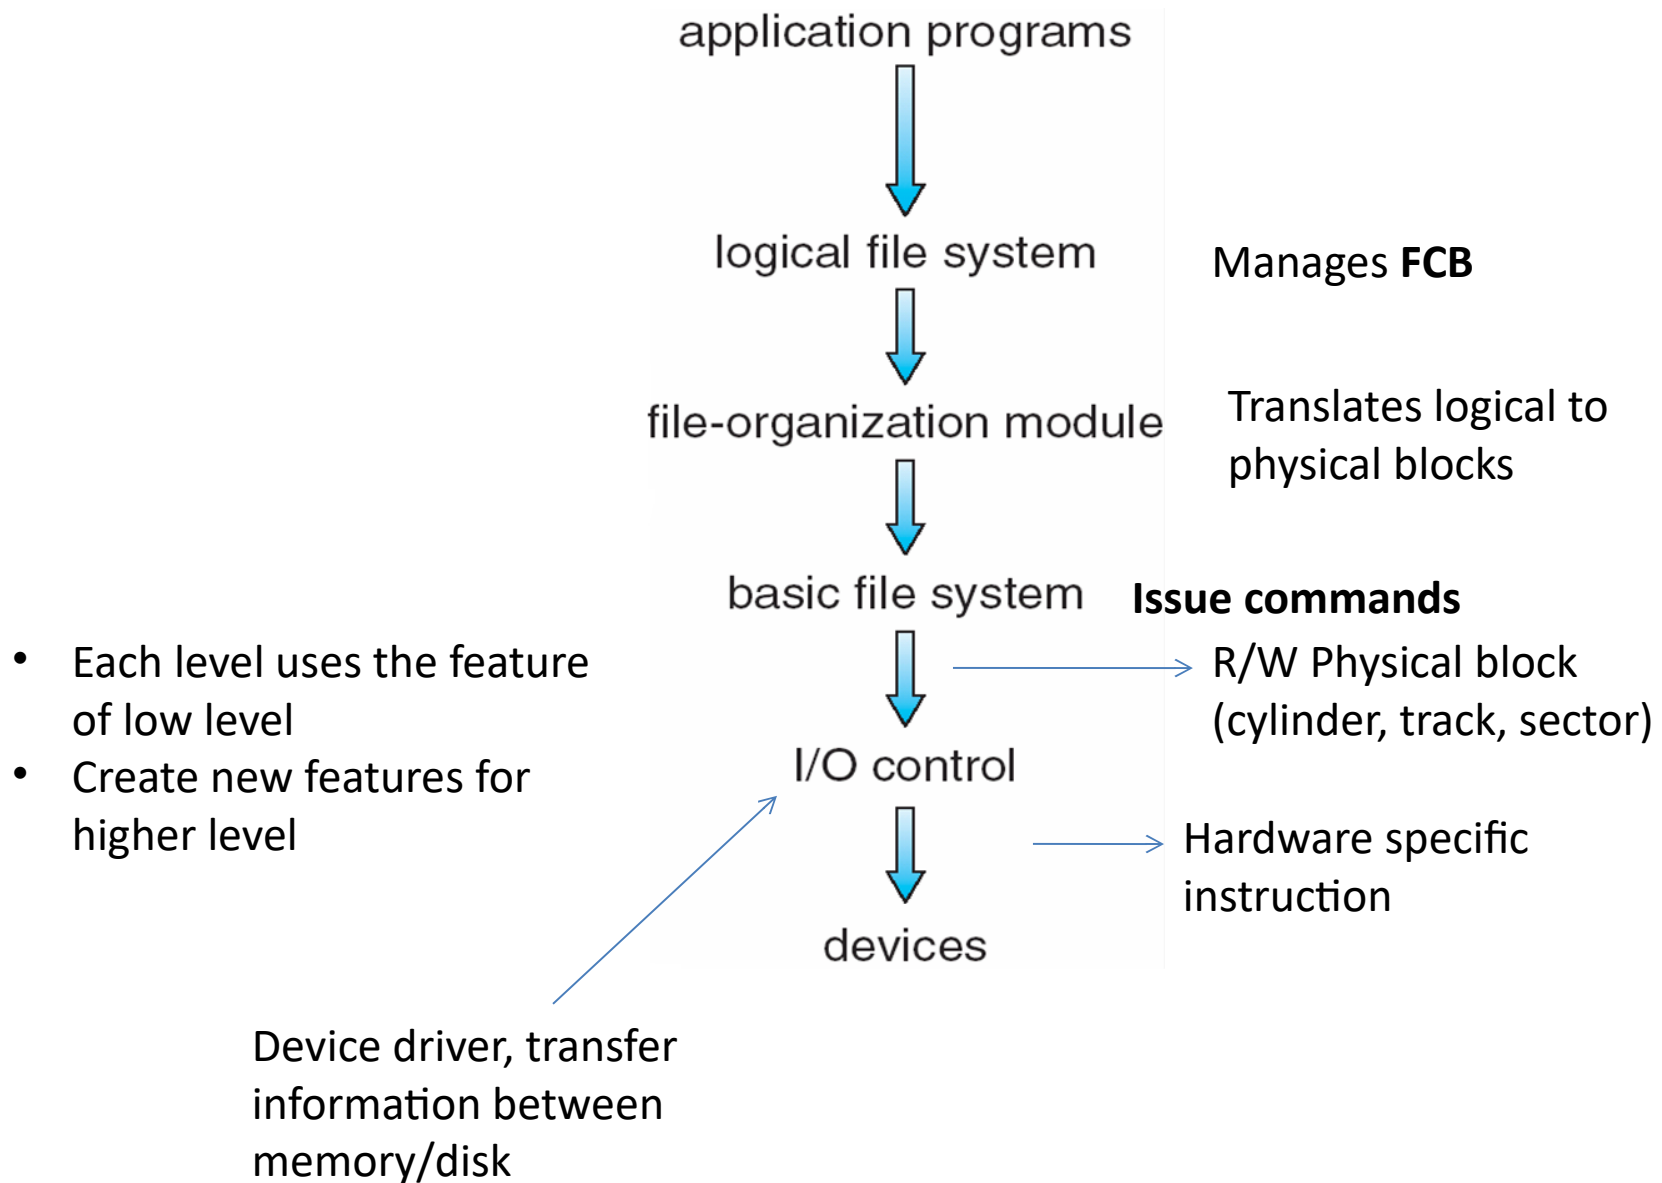 application programs
logical file system
Manages FCB
file-organization module
Translates logical to
physical blocks
basic file system
Issue commands
• Each level uses the feature
of low level
• Create new features for
higher level
R/W Physical block
(cylinder, track, sector)
I/O control
Hardware specific
instruction
devices
Device driver, transfer
information between
memory/disk